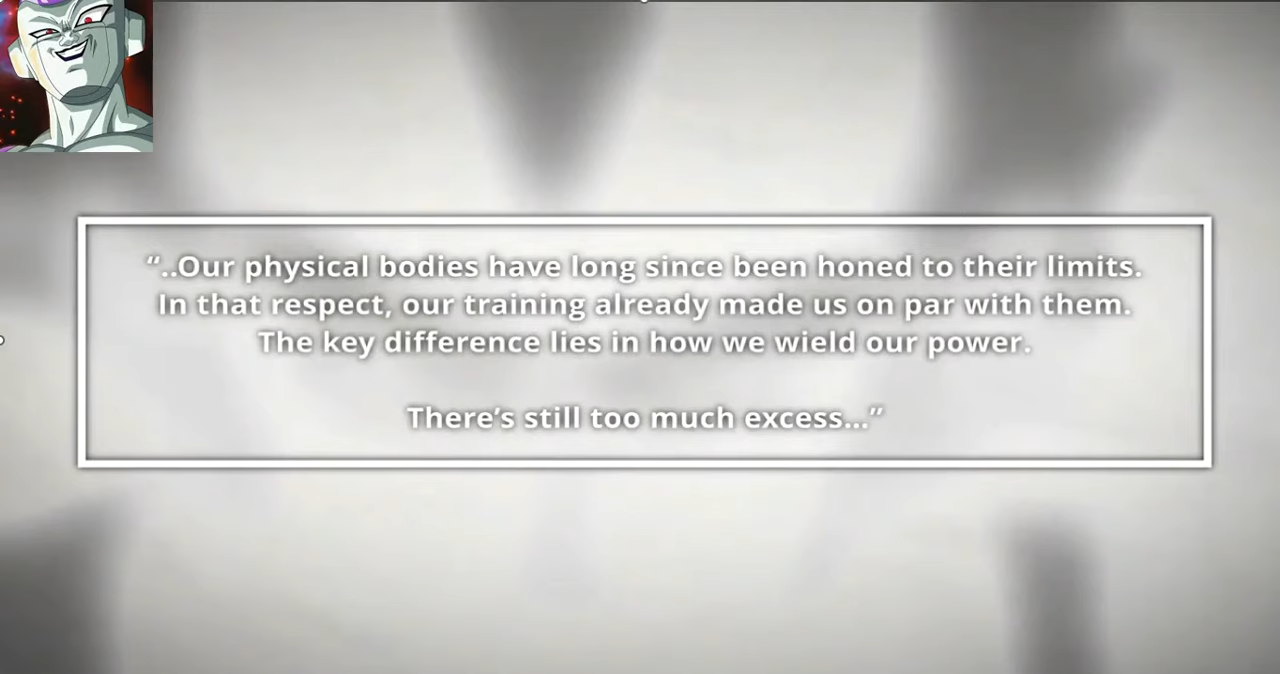 “..Our physical bodies have long since been honed to their limits.
In that respect, our training already made us on par with them.
The key difference lies in how we wield our power.
There’s still too much excess...”